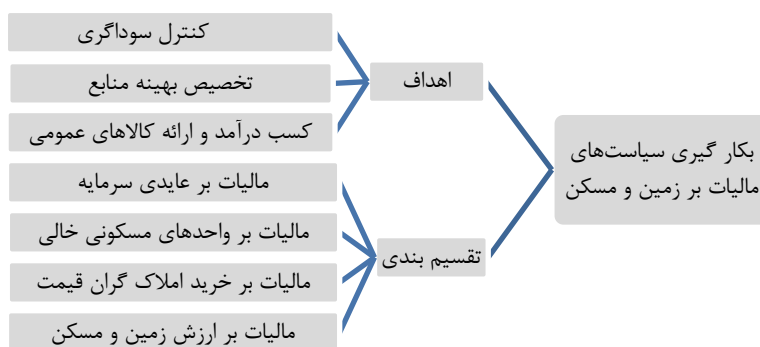 بکار گیری سیاست‌های
مالیات بر زمین و مسکن
اهداف
کنترل سوداگری
تخصیص بهینه منابع
کسب درآمد و ارائه کالاهای عمومی
تقسیم بندی
مالیات بر عایدی سرمایه
مالیات بر واحدهای مسکونی خالی
مالیات بر خرید املاک گران قیمت
مالیات بر ارزش زمین و مسکن